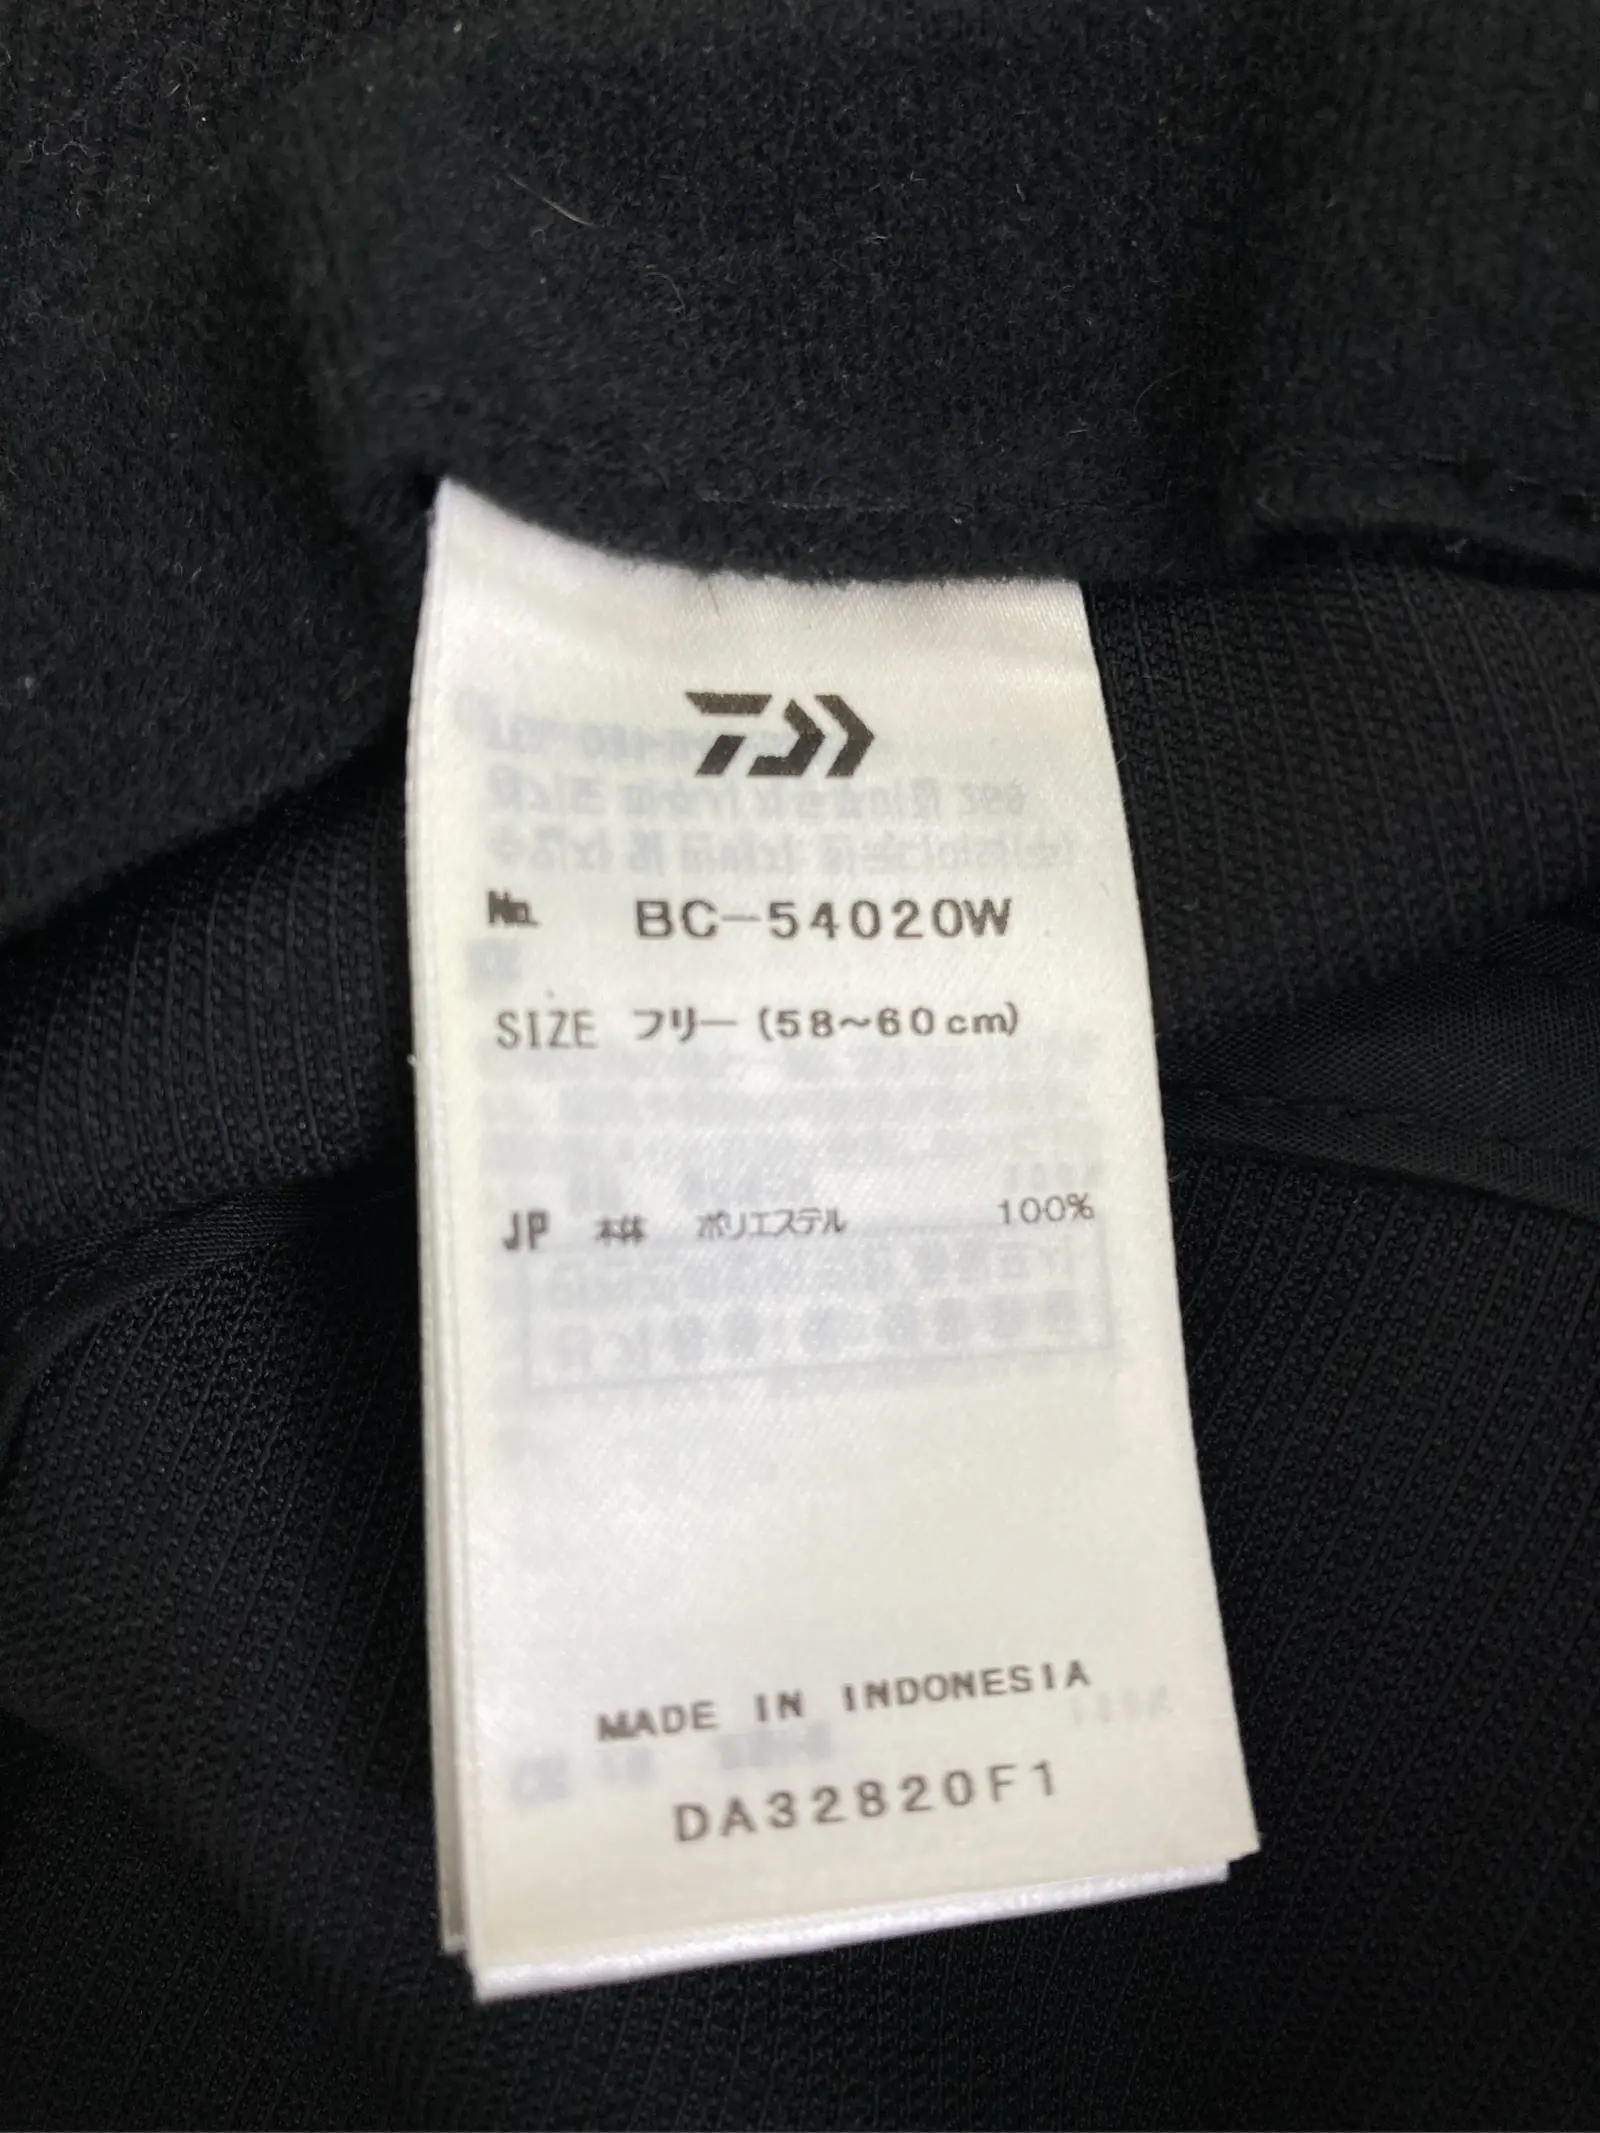 No. BC-54020W
SIZE フリー (58～60cm)
JP 本体 ポリエステル 100%
MADE IN INDONESIA
DA32820F1